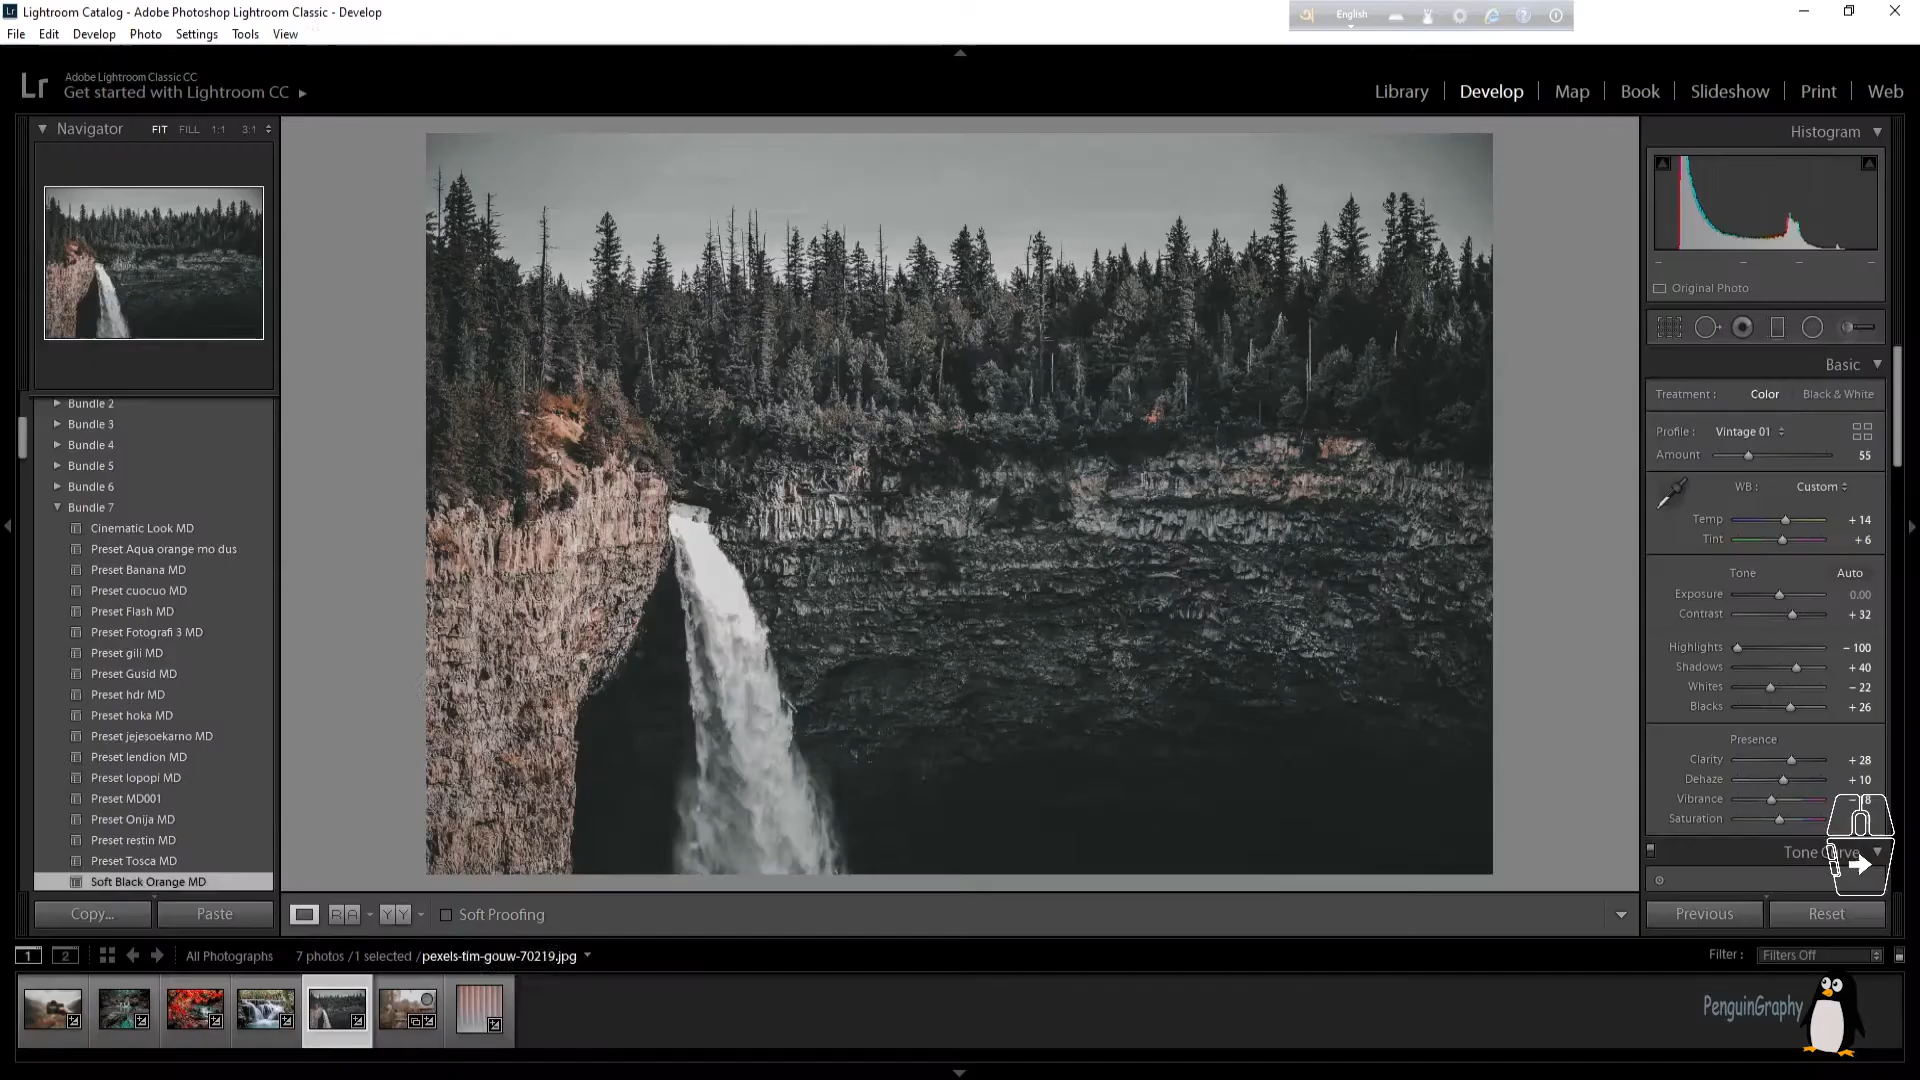 Lightroom Catalog - Adobe Photoshop Lightroom Classic - Develop
English
File Edit Develop Photo Settings Tools View
Lr
Adobe Lightroom Classic CC
Get started with Lightroom CC
Library Develop Map Book Slideshow Print Web
Navigator FIT FILL 1:1 3:1
Histogram
Original Photo
Basic
Treatment : Color Black & White
Profile : Vintage 01
Amount 55
WB : Custom
Temp + 14
Tint + 6
Tone Auto
Exposure 0.00
Contrast + 32
Highlights - 100
Shadows + 40
Whites - 22
Blacks + 26
Presence
Clarity + 28
Dehaze + 10
Vibrance
Saturation
Tone Curve
Bundle 2
Bundle 3
Bundle 4
Bundle 5
Bundle 6
Bundle 7
Cinematic Look MD
Preset Aqua orange mo dus
Preset Banana MD
Preset cuocuo MD
Preset Flash MD
Preset Fotografi 3 MD
Preset gili MD
Preset Gusid MD
Preset hdr MD
Preset hoka MD
Preset jejesoekarno MD
Preset lendion MD
Preset lopopi MD
Preset MD001
Preset Onija MD
Preset restin MD
Preset Tosca MD
Soft Black Orange MD
Copy... Paste
R A Y Y Soft Proofing
Previous Reset
1 2 All Photographs 7 photos /1 selected /pexels-tim-gouw-70219.jpg
Filter : Filters Off
PenguinGraphy